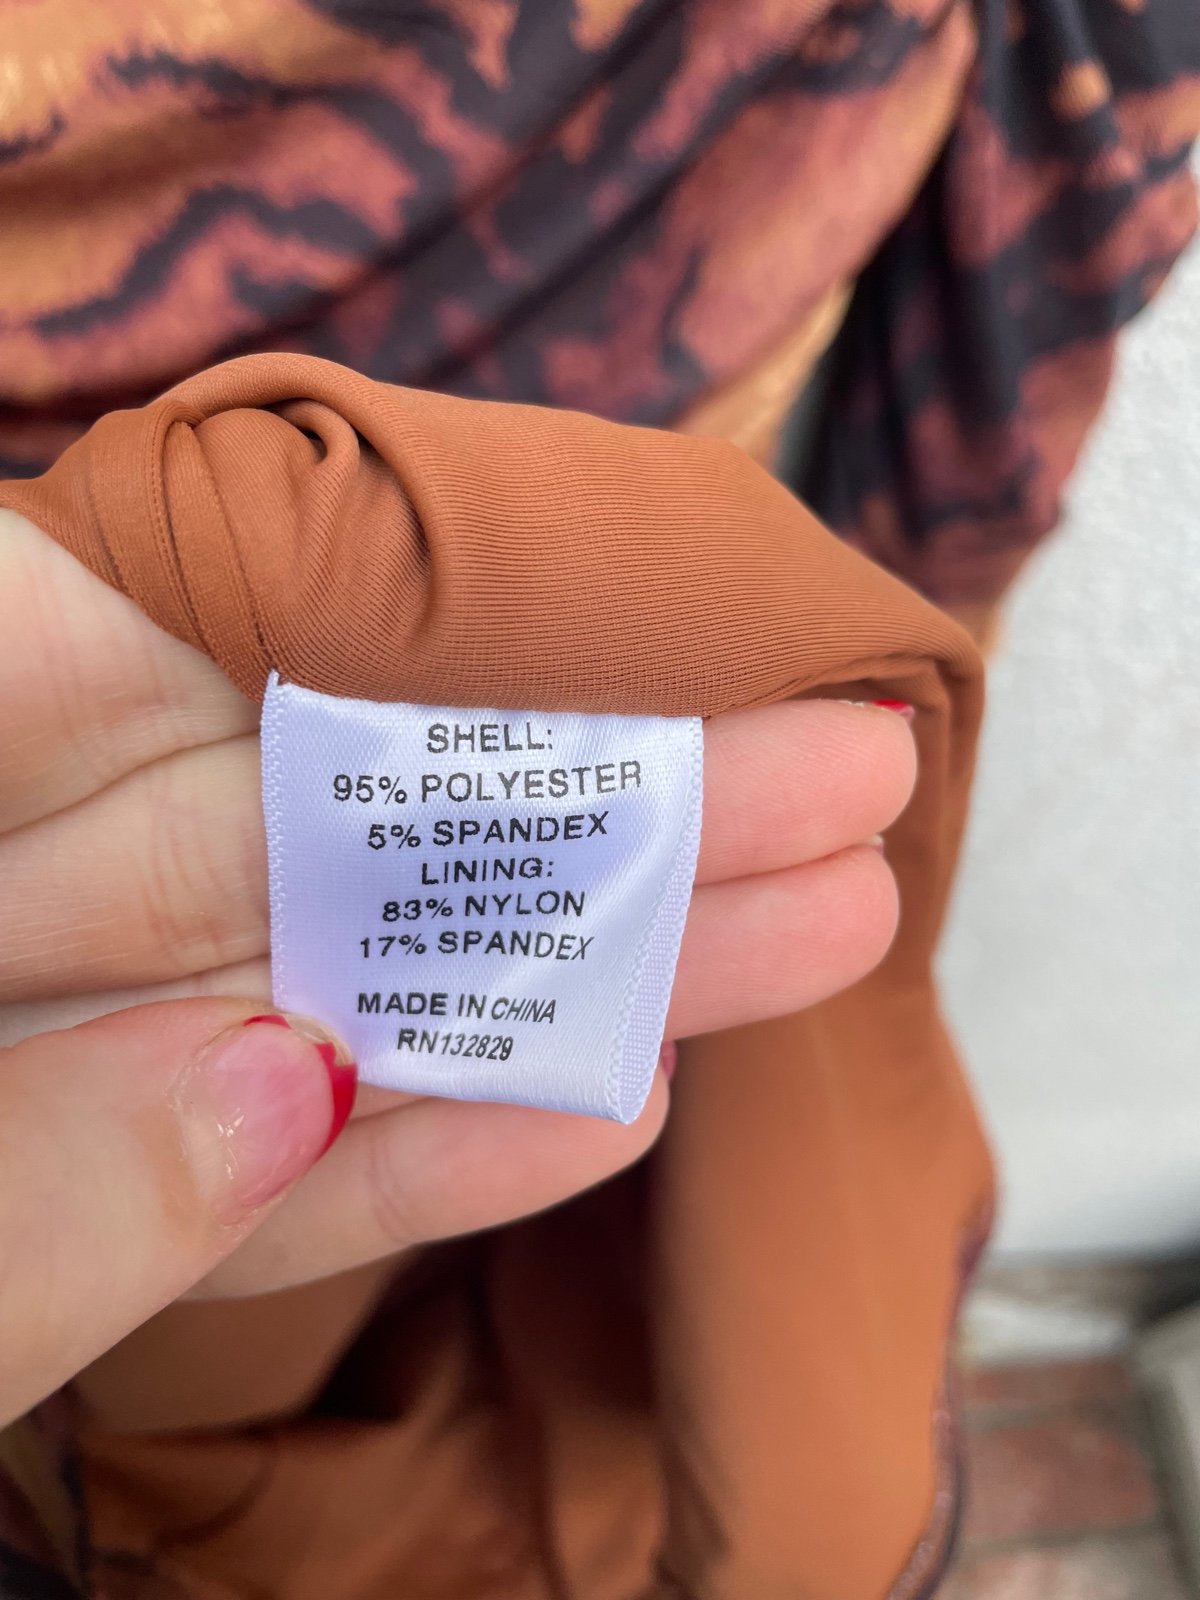 SHELL:
95% POLYESTER
5% SPANDEX
LINING:
83% NYLON
17% SPANDEX
MADE IN CHINA
RN132829